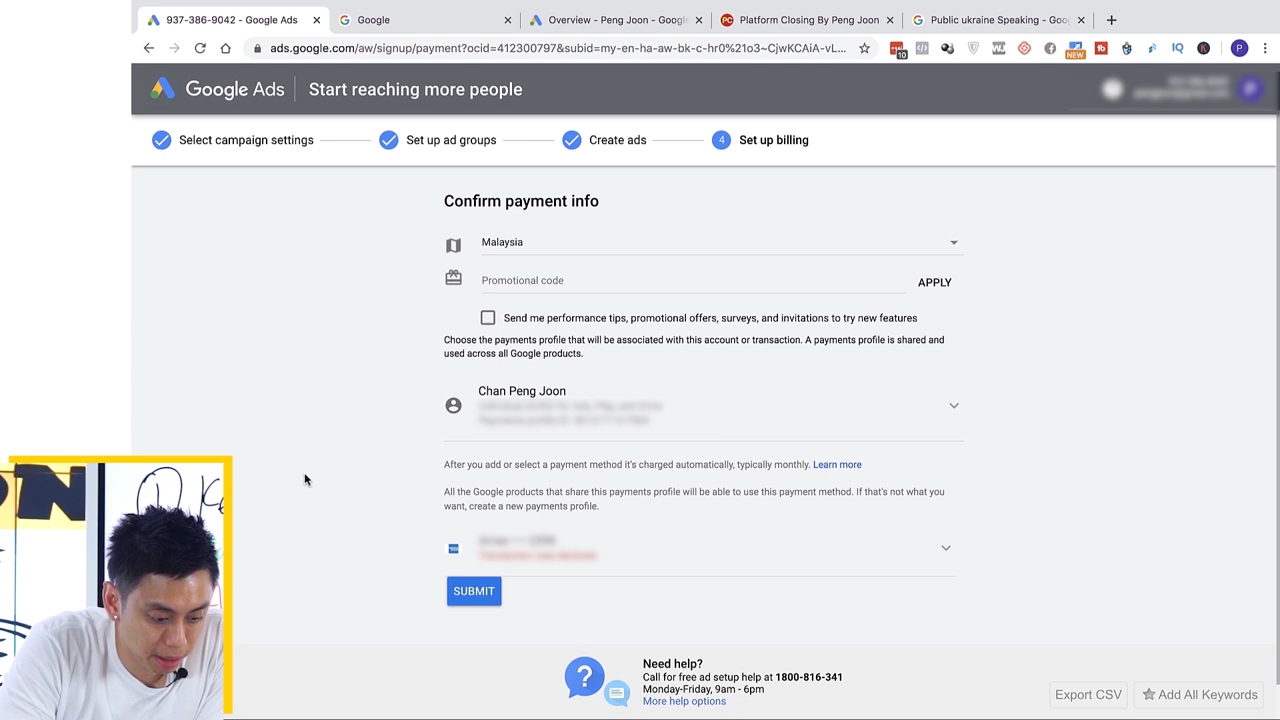 937-386-9042 - Google Ads
Google
Overview - Peng Joon - Googl
Platform Closing By Peng Joon
Public ukraine Speaking - Goo
ads.google.com/aw/signup/payment?ocid=412300797&subid=my-en-ha-aw-bk-c-hr0%21o3~CjwKCAiA-vL...
10
NEW
IQ
P
Google Ads
Start reaching more people
Select campaign settings
Set up ad groups
Create ads
4
Set up billing
Confirm payment info
Malaysia
Promotional code
APPLY
Send me performance tips, promotional offers, surveys, and invitations to try new features
Choose the payments profile that will be associated with this account or transaction. A payments profile is shared and
used across all Google products.
Chan Peng Joon
After you add or select a payment method it's charged automatically, typically monthly. Learn more
All the Google products that share this payments profile will be able to use this payment method. If that's not what you
want, create a new payments profile.
SUBMIT
Need help?
Call for free ad setup help at 1800-816-341
Monday-Friday, 9am - 6pm
More help options
Export CSV
Add All Keywords